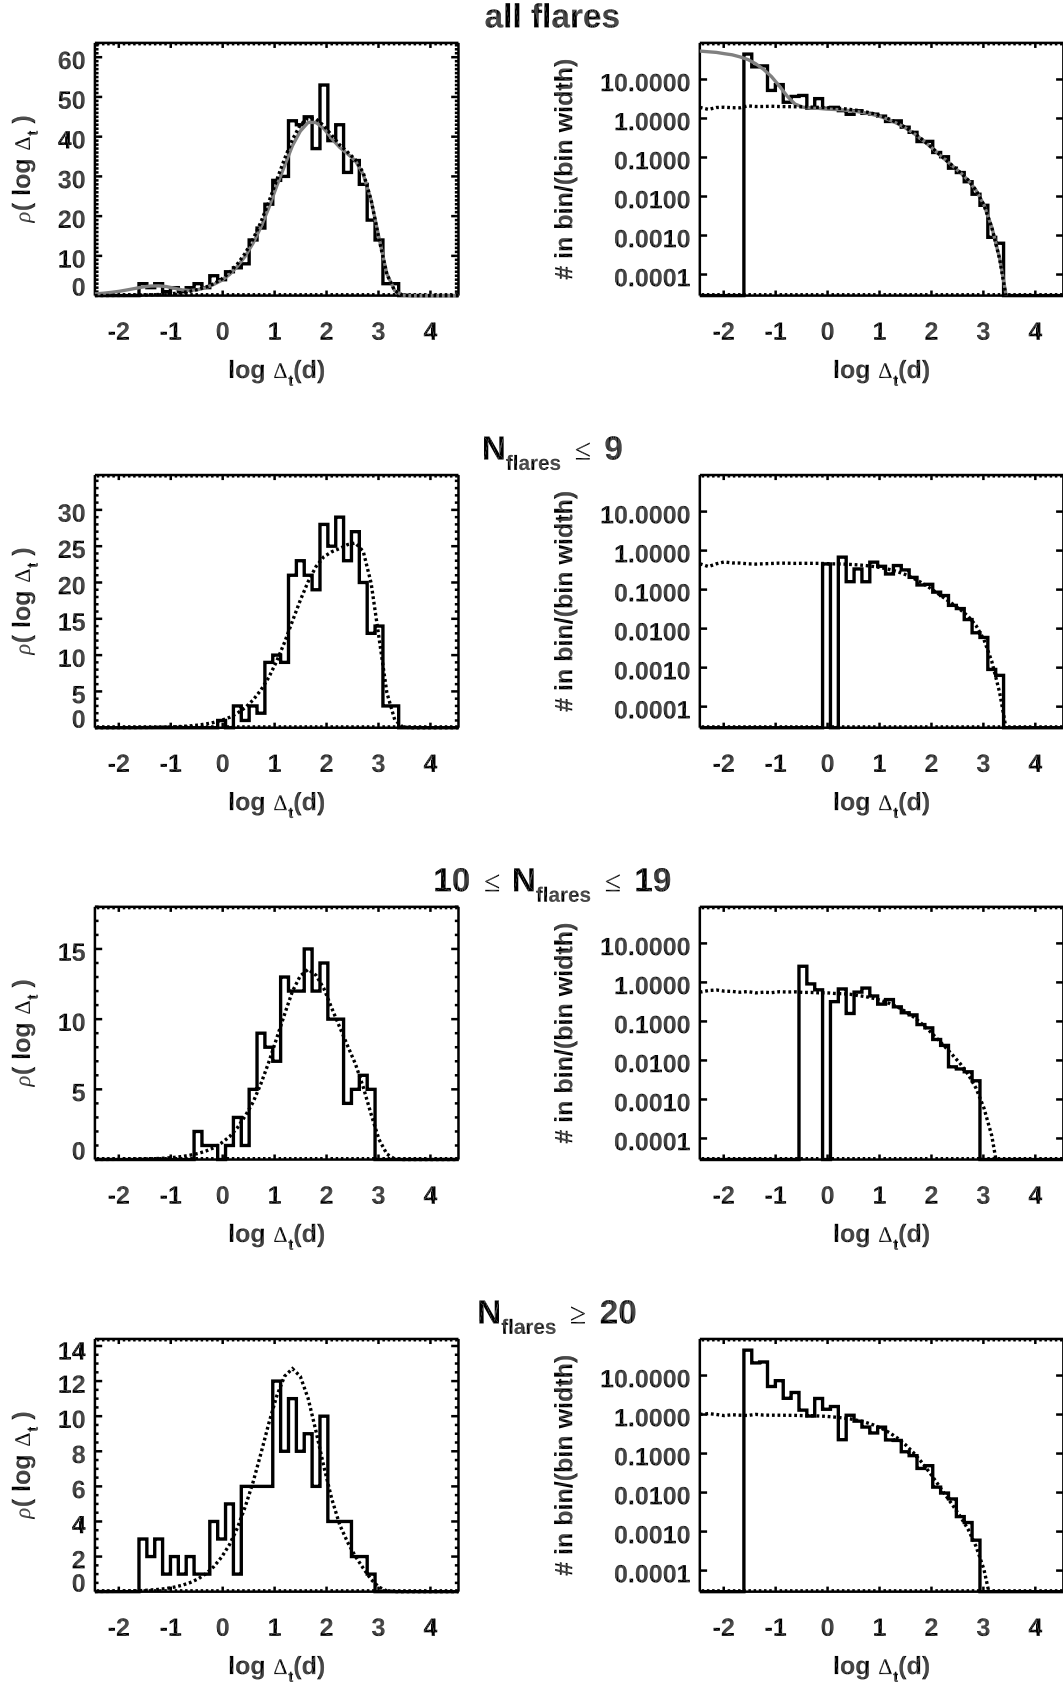 all flares
60
50
40
30
20
10
0
ρ( log Δt )
-2 -1 0 1 2 3 4
log Δt(d)
10.0000
1.0000
0.1000
0.0100
0.0010
0.0001
# in bin/(bin width)
-2 -1 0 1 2 3 4
log Δt(d)
Nflares ≤ 9
30
25
20
15
10
5
0
ρ( log Δt )
-2 -1 0 1 2 3 4
log Δt(d)
10.0000
1.0000
0.1000
0.0100
0.0010
0.0001
# in bin/(bin width)
-2 -1 0 1 2 3 4
log Δt(d)
10 ≤ Nflares ≤ 19
15
10
5
0
ρ( log Δt )
-2 -1 0 1 2 3 4
log Δt(d)
10.0000
1.0000
0.1000
0.0100
0.0010
0.0001
# in bin/(bin width)
-2 -1 0 1 2 3 4
log Δt(d)
Nflares ≥ 20
14
12
10
8
6
4
2
0
ρ( log Δt )
-2 -1 0 1 2 3 4
log Δt(d)
10.0000
1.0000
0.1000
0.0100
0.0010
0.0001
# in bin/(bin width)
-2 -1 0 1 2 3 4
log Δt(d)